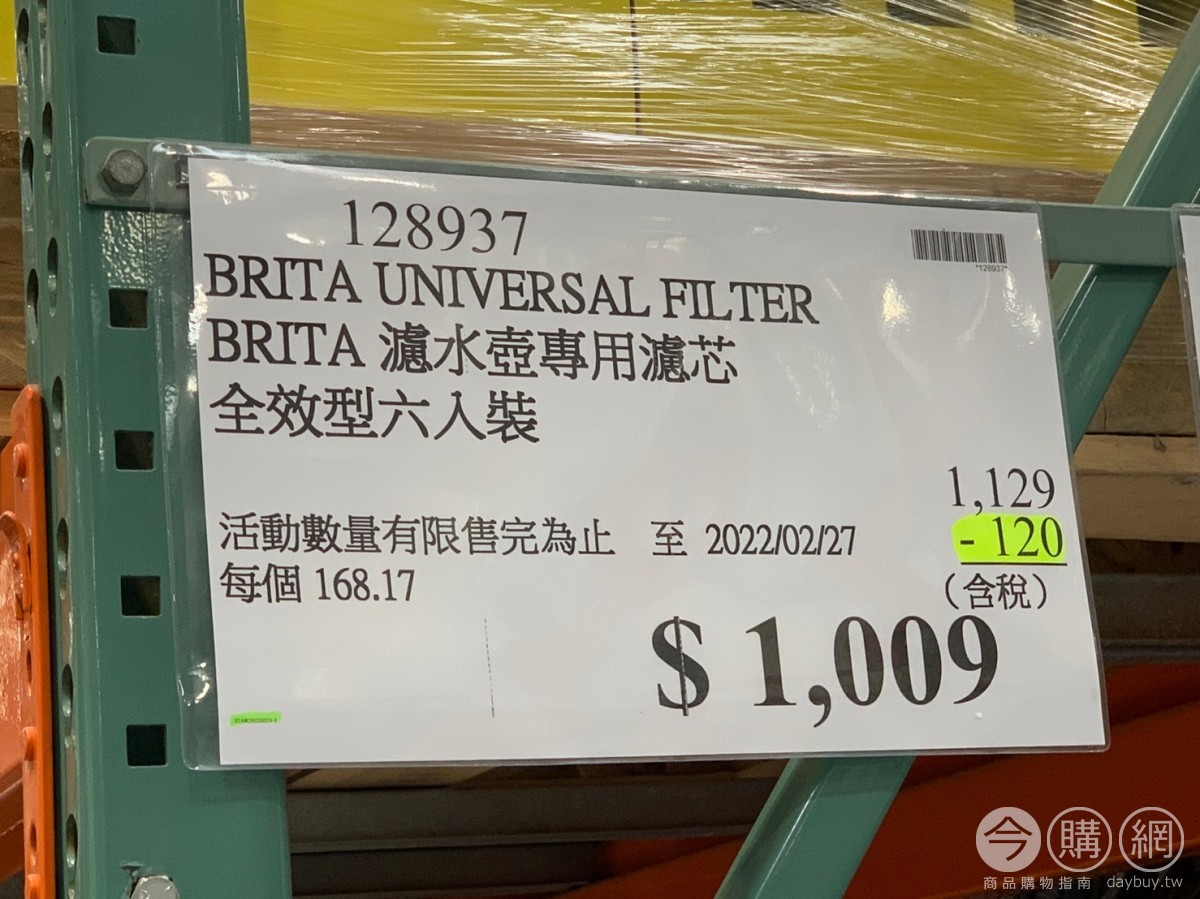 128937
*128937*
BRITA UNIVERSAL FILTER
BRITA 濾水壺專用濾芯
全效型六入裝
1,129
活動數量有限售完為止 至 2022/02/27
- 120
每個 168.17
(含稅)
$ 1,009
今購網
商品購物指南 daybuy.tw